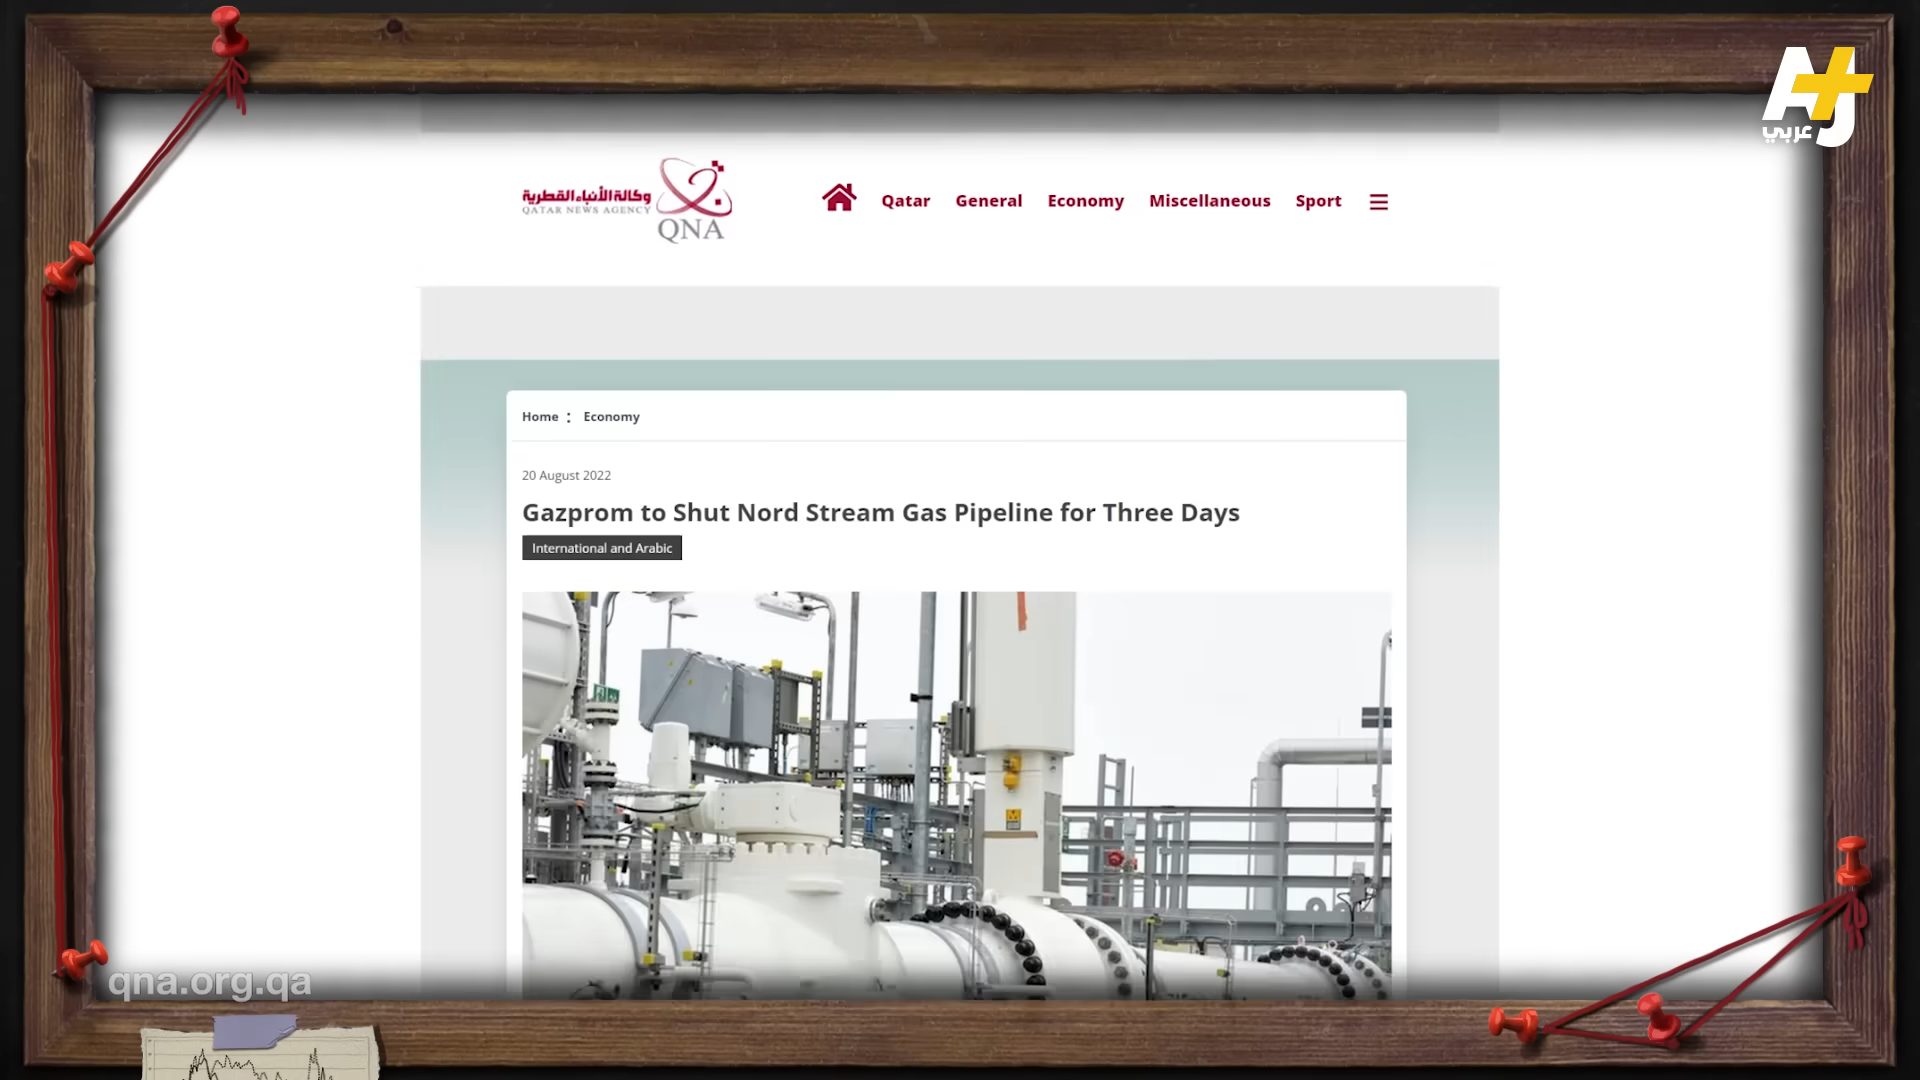 عربي
وكالة الأنباء القطرية
QATAR NEWS AGENCY
QNA
Qatar General Economy Miscellaneous Sport
Home : Economy
20 August 2022
Gazprom to Shut Nord Stream Gas Pipeline for Three Days
International and Arabic
qna.org.qa